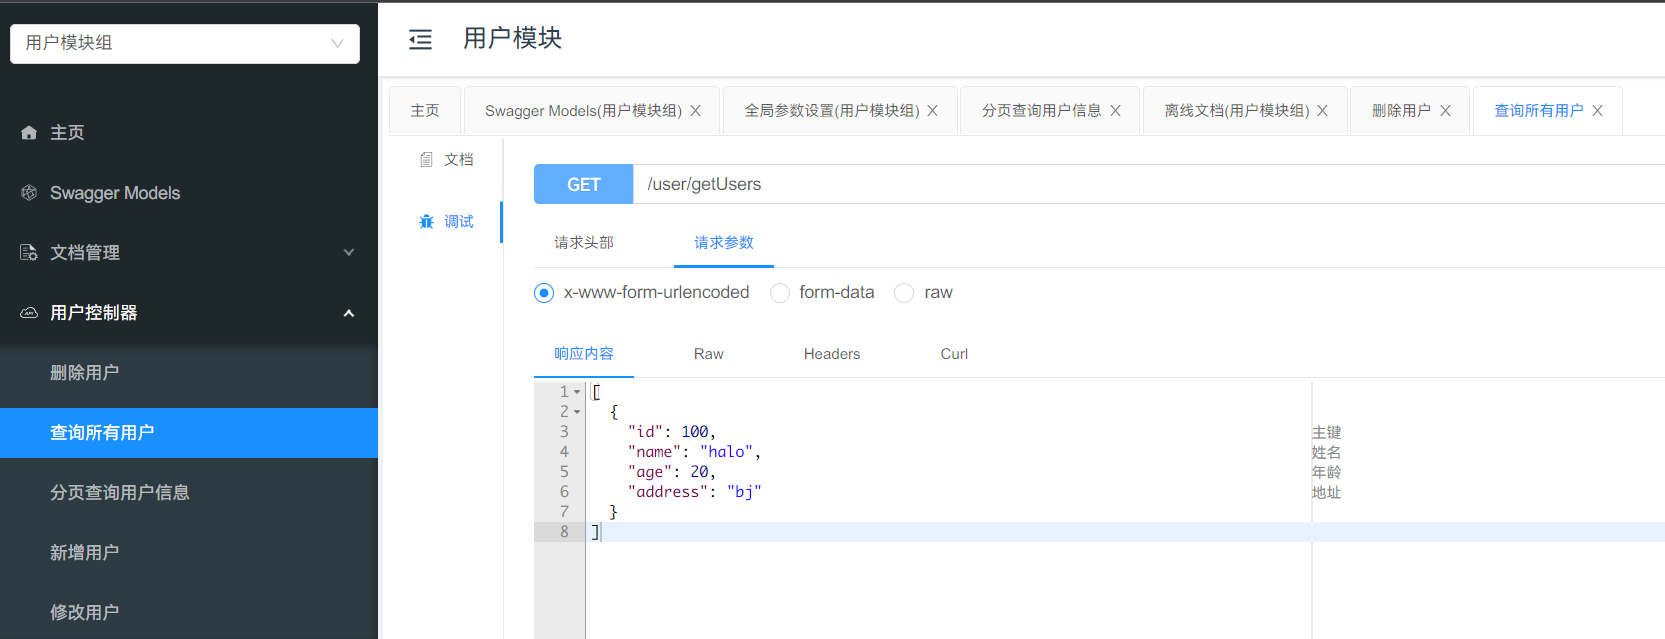 用户模块组
主页
Swagger Models
文档管理
用户控制器
删除用户
查询所有用户
分页查询用户信息
新增用户
修改用户
用户模块
主页
Swagger Models(用户模块组)
全局参数设置(用户模块组)
分页查询用户信息
离线文档(用户模块组)
删除用户
查询所有用户
文档
调试
GET /user/getUsers
请求头部 请求参数
x-www-form-urlencoded form-data raw
响应内容 Raw Headers Curl
1 [
2 {
3 "id": 100, 主键
4 "name": "halo", 姓名
5 "age": 20, 年龄
6 "address": "bj" 地址
7 }
8 ]